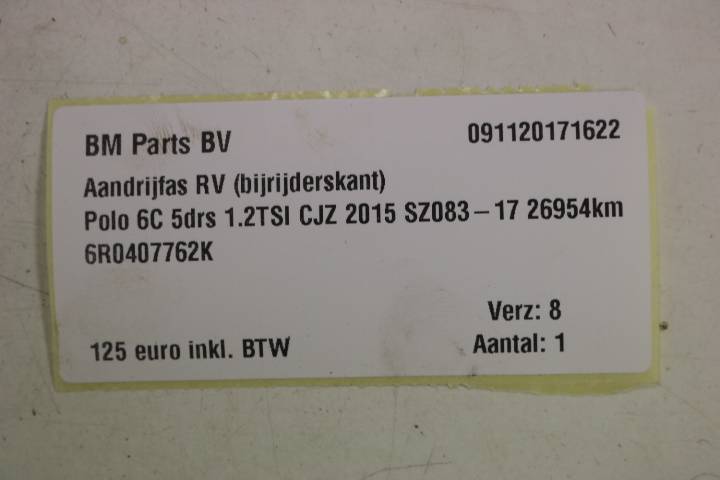 BM Parts BV 091120171622
Aandrijfas RV (bijrijderskant)
Polo 6C 5drs 1.2TSI CJZ 2015 SZ083–17 26954km
6R0407762K
Verz: 8
125 euro inkl. BTW Aantal: 1